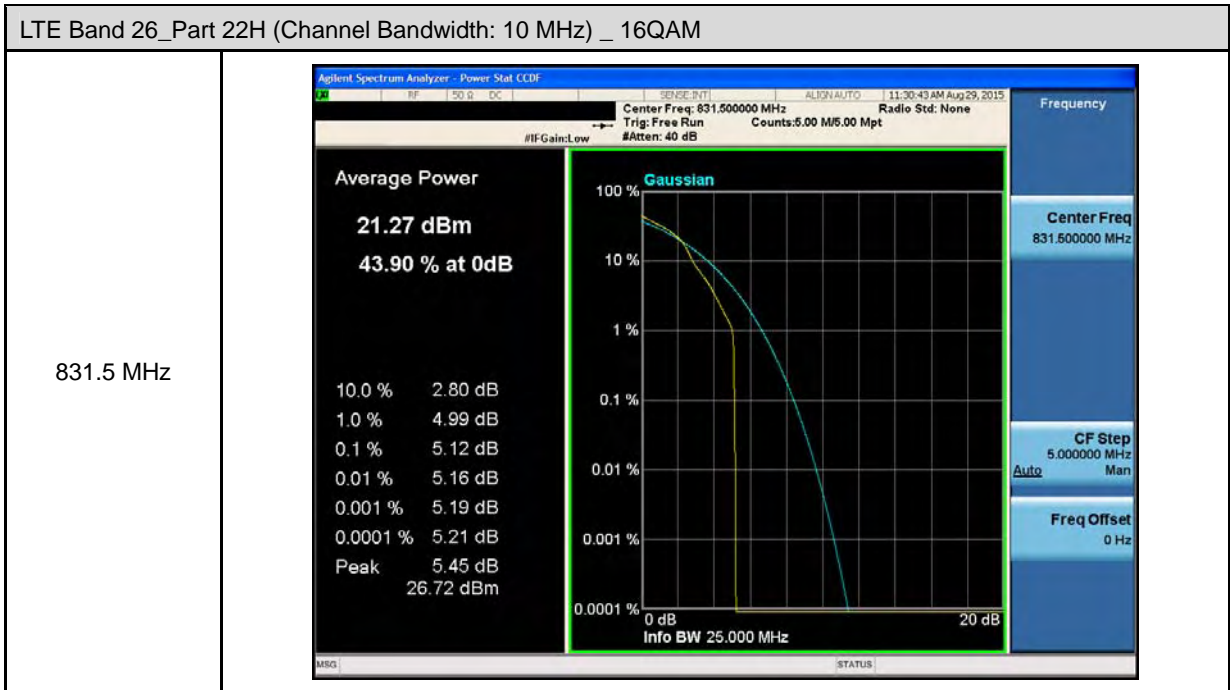 LTE Band 26_Part 22H (Channel Bandwidth: 10 MHz) _ 16QAM
831.5 MHz
Agilent Spectrum Analyzer - Power Stat CCDF
RF 50 Ω DC SENSE:INT ALIGN AUTO 11:30:43 AM Aug 29, 2015
Center Freq: 831.500000 MHz Radio Std: None
Trig: Free Run Counts:5.00 M/5.00 Mpt
#IFGain:Low #Atten: 40 dB
Average Power
21.27 dBm
43.90 % at 0dB
10.0 % 2.80 dB
1.0 % 4.99 dB
0.1 % 5.12 dB
0.01 % 5.16 dB
0.001 % 5.19 dB
0.0001 % 5.21 dB
Peak 5.45 dB
26.72 dBm
Gaussian
100 %
10 %
1 %
0.1 %
0.01 %
0.001 %
0.0001 %
0 dB 20 dB
Info BW 25.000 MHz
Frequency
Center Freq
831.500000 MHz
CF Step
5.000000 MHz
Auto Man
Freq Offset
0 Hz
MSG STATUS